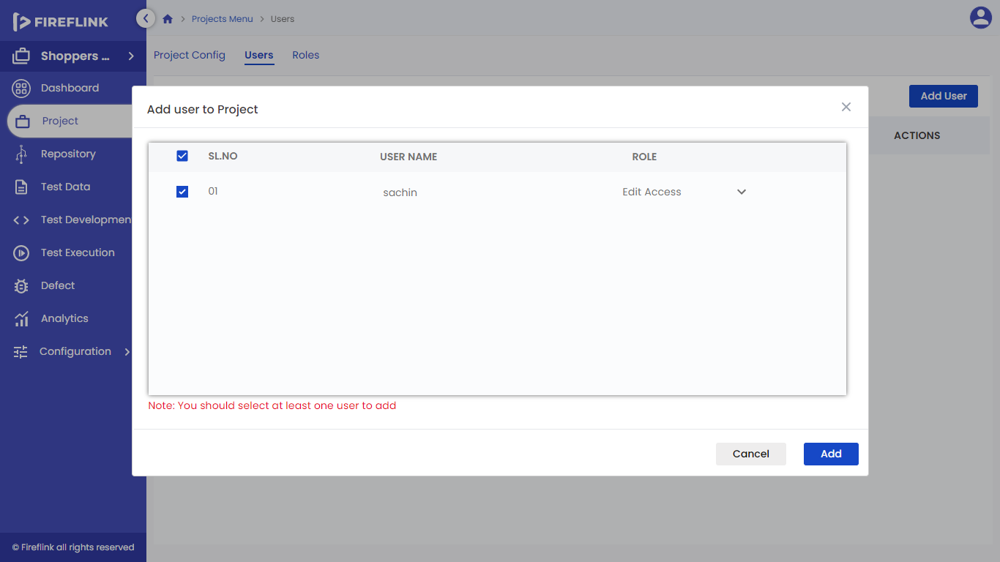 FIREFLINK
Projects Menu
Users
Shoppers ...
Project Config
Users
Roles
Dashboard
Project
Repository
Test Data
Test Developmen
Test Execution
Defect
Analytics
Configuration
© Fireflink all rights reserved
Add User
ACTIONS
Add user to Project
SL.NO USER NAME ROLE
01 sachin Edit Access
Note: You should select at least one user to add
Cancel Add